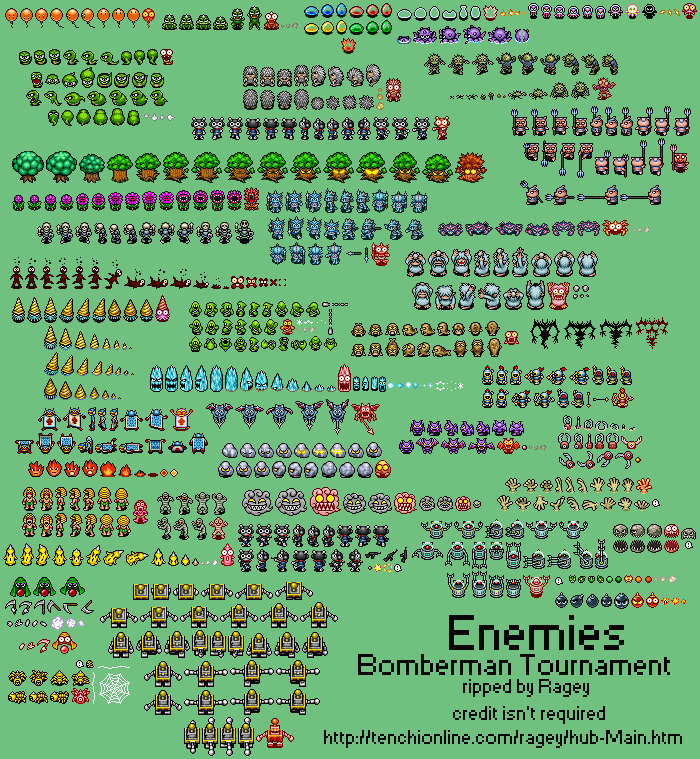 Enemies
Bomberman Tournament
ripped by Ragey
credit isn't required
http://tenchionline.com/ragey/hub-Main.htm